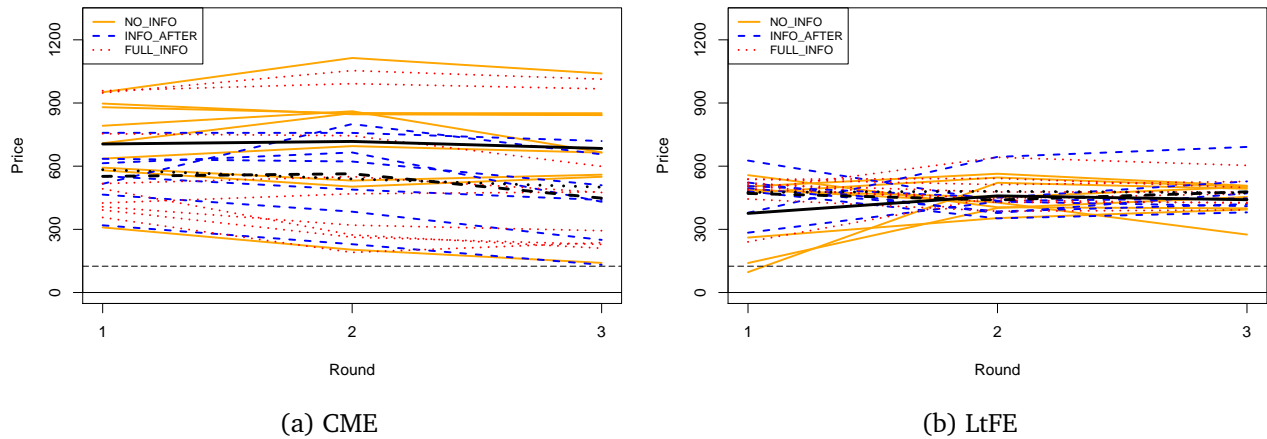 NO_INFO
INFO_AFTER
FULL_INFO
1200
900
600
300
0
Price
1 2 3
Round
(a) CME
NO_INFO
INFO_AFTER
FULL_INFO
1200
900
600
300
0
Price
1 2 3
Round
(b) LtFE